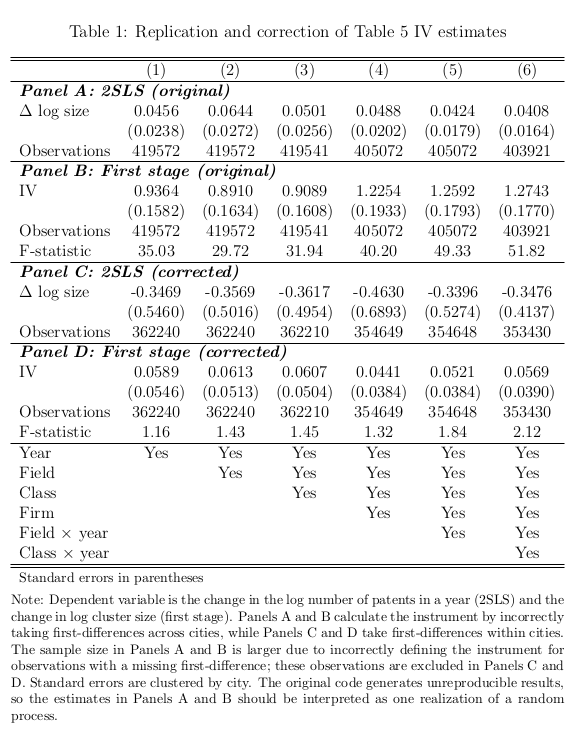 Table 1: Replication and correction of Table 5 IV estimates
(1) (2) (3) (4) (5) (6)
Panel A: 2SLS (original)
Δ log size 0.0456 0.0644 0.0501 0.0488 0.0424 0.0408
(0.0238) (0.0272) (0.0256) (0.0202) (0.0179) (0.0164)
Observations 419572 419572 419541 405072 405072 403921
Panel B: First stage (original)
IV 0.9364 0.8910 0.9089 1.2254 1.2592 1.2743
(0.1582) (0.1634) (0.1608) (0.1933) (0.1793) (0.1770)
Observations 419572 419572 419541 405072 405072 403921
F-statistic 35.03 29.72 31.94 40.20 49.33 51.82
Panel C: 2SLS (corrected)
Δ log size -0.3469 -0.3569 -0.3617 -0.4630 -0.3396 -0.3476
(0.5460) (0.5016) (0.4954) (0.6893) (0.5274) (0.4137)
Observations 362240 362240 362210 354649 354648 353430
Panel D: First stage (corrected)
IV 0.0589 0.0613 0.0607 0.0441 0.0521 0.0569
(0.0546) (0.0513) (0.0504) (0.0384) (0.0384) (0.0390)
Observations 362240 362240 362210 354649 354648 353430
F-statistic 1.16 1.43 1.45 1.32 1.84 2.12
Year Yes Yes Yes Yes Yes Yes
Field Yes Yes Yes Yes Yes
Class Yes Yes Yes Yes
Firm Yes Yes Yes
Field × year Yes Yes
Class × year Yes
Standard errors in parentheses
Note: Dependent variable is the change in the log number of patents in a year (2SLS) and the
change in log cluster size (first stage). Panels A and B calculate the instrument by incorrectly
taking first-differences across cities, while Panels C and D take first-differences within cities.
The sample size in Panels A and B is larger due to incorrectly defining the instrument for
observations with a missing first-difference; these observations are excluded in Panels C and
D. Standard errors are clustered by city. The original code generates unreproducible results,
so the estimates in Panels A and B should be interpreted as one realization of a random
process.